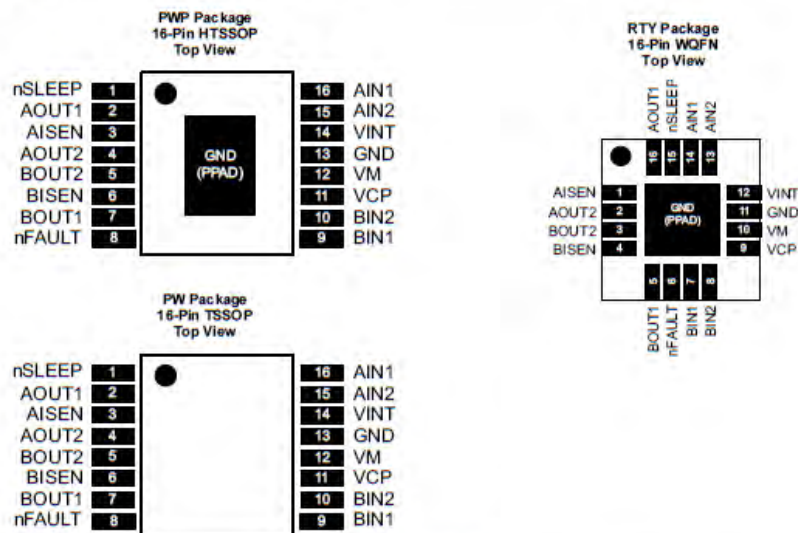 PWP Package
16-Pin HTSSOP
Top View
nSLEEP 1 16 AIN1
AOUT1 2 15 AIN2
AISEN 3 14 VINT
AOUT2 4 GND 13 GND
BOUT2 5 (PPAD) 12 VM
BISEN 6 11 VCP
BOUT1 7 10 BIN2
nFAULT 8 9 BIN1
RTY Package
16-Pin WQFN
Top View
AOUT1 nSLEEP AIN1 AIN2
16 15 14 13
AISEN 1 12 VINT
AOUT2 2 GND 11 GND
BOUT2 3 (PPAD) 10 VM
BISEN 4 9 VCP
5 6 7 8
BOUT1 nFAULT BIN1 BIN2
PW Package
16-Pin TSSOP
Top View
nSLEEP 1 16 AIN1
AOUT1 2 15 AIN2
AISEN 3 14 VINT
AOUT2 4 13 GND
BOUT2 5 12 VM
BISEN 6 11 VCP
BOUT1 7 10 BIN2
nFAULT 8 9 BIN1